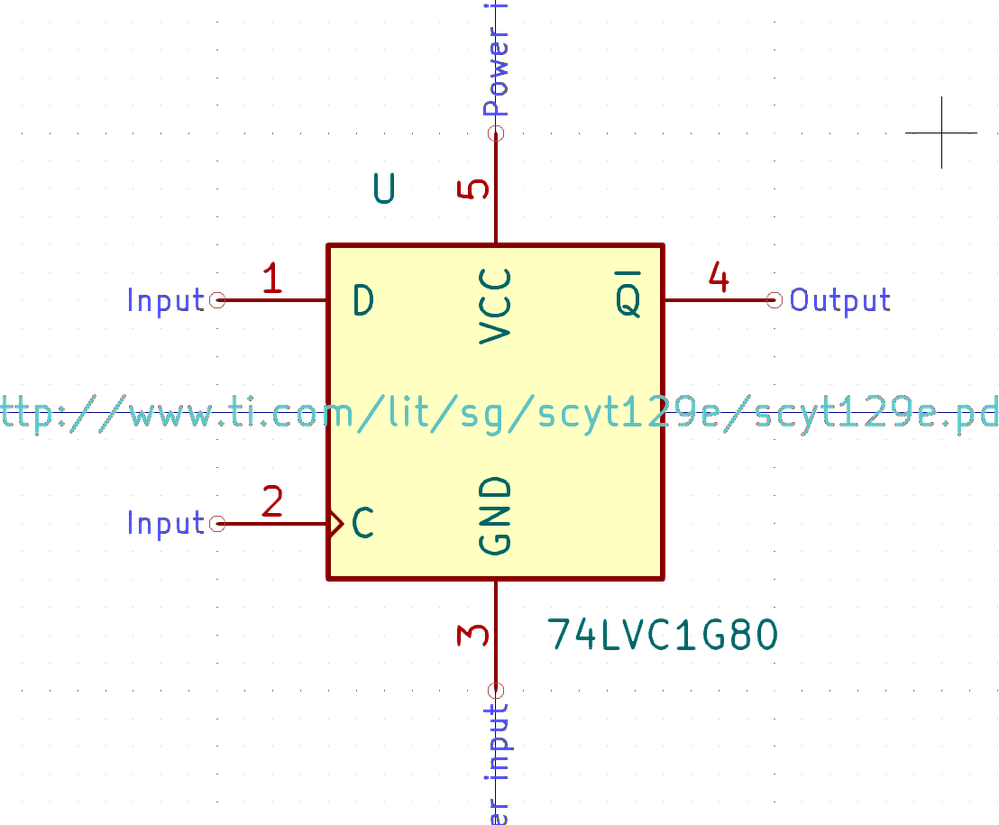 Power i
U
5
1
4
Input
D
VCC
Q̅
Output
ttp://www.ti.com/lit/sg/scyt129e/scyt129e.pd
2
Input
C
GND
3
74LVC1G80
er input